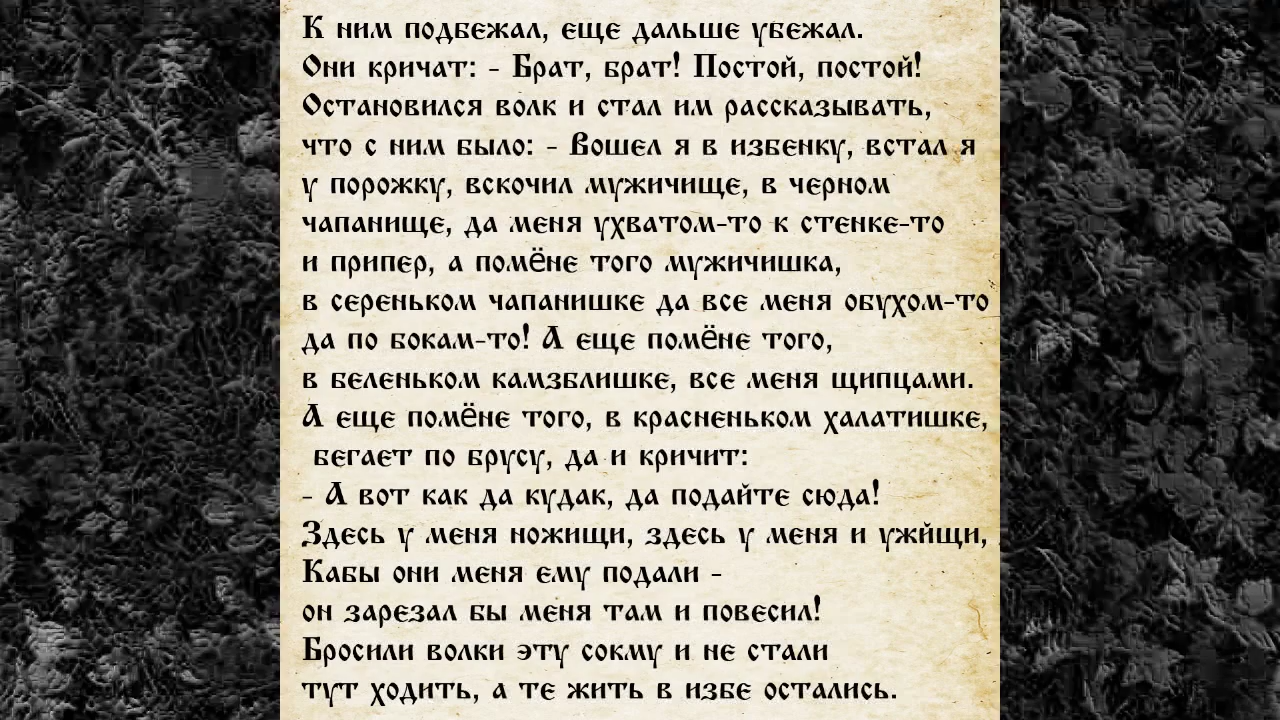 К ним подбежал, еще дальше убежал.
Они кричат: - Брат, брат! Постой, постой!
Остановился волк и стал им рассказывать,
что с ним было: - Вошел я в избенку, встал я
у порожку, вскочил мужичище, в черном
чапанище, да меня ухватом-то к стенке-то
и припер, а помёне того мужичишка,
в сереньком чапанишке да все меня обухом-то
да по бокам-то! А еще помёне того,
в беленьком камзблишке, все меня щипцами.
А еще помёне того, в красненьком халатишке,
бегает по брусу, да и кричит:
- А вот как да кудак, да подайте сюда!
Здесь у меня ножищи, здесь у меня и ужйщи,
Кабы они меня ему подали -
он зарезал бы меня там и повесил!
Бросили волки эту сокму и не стали
тут ходить, а те жить в избе остались.